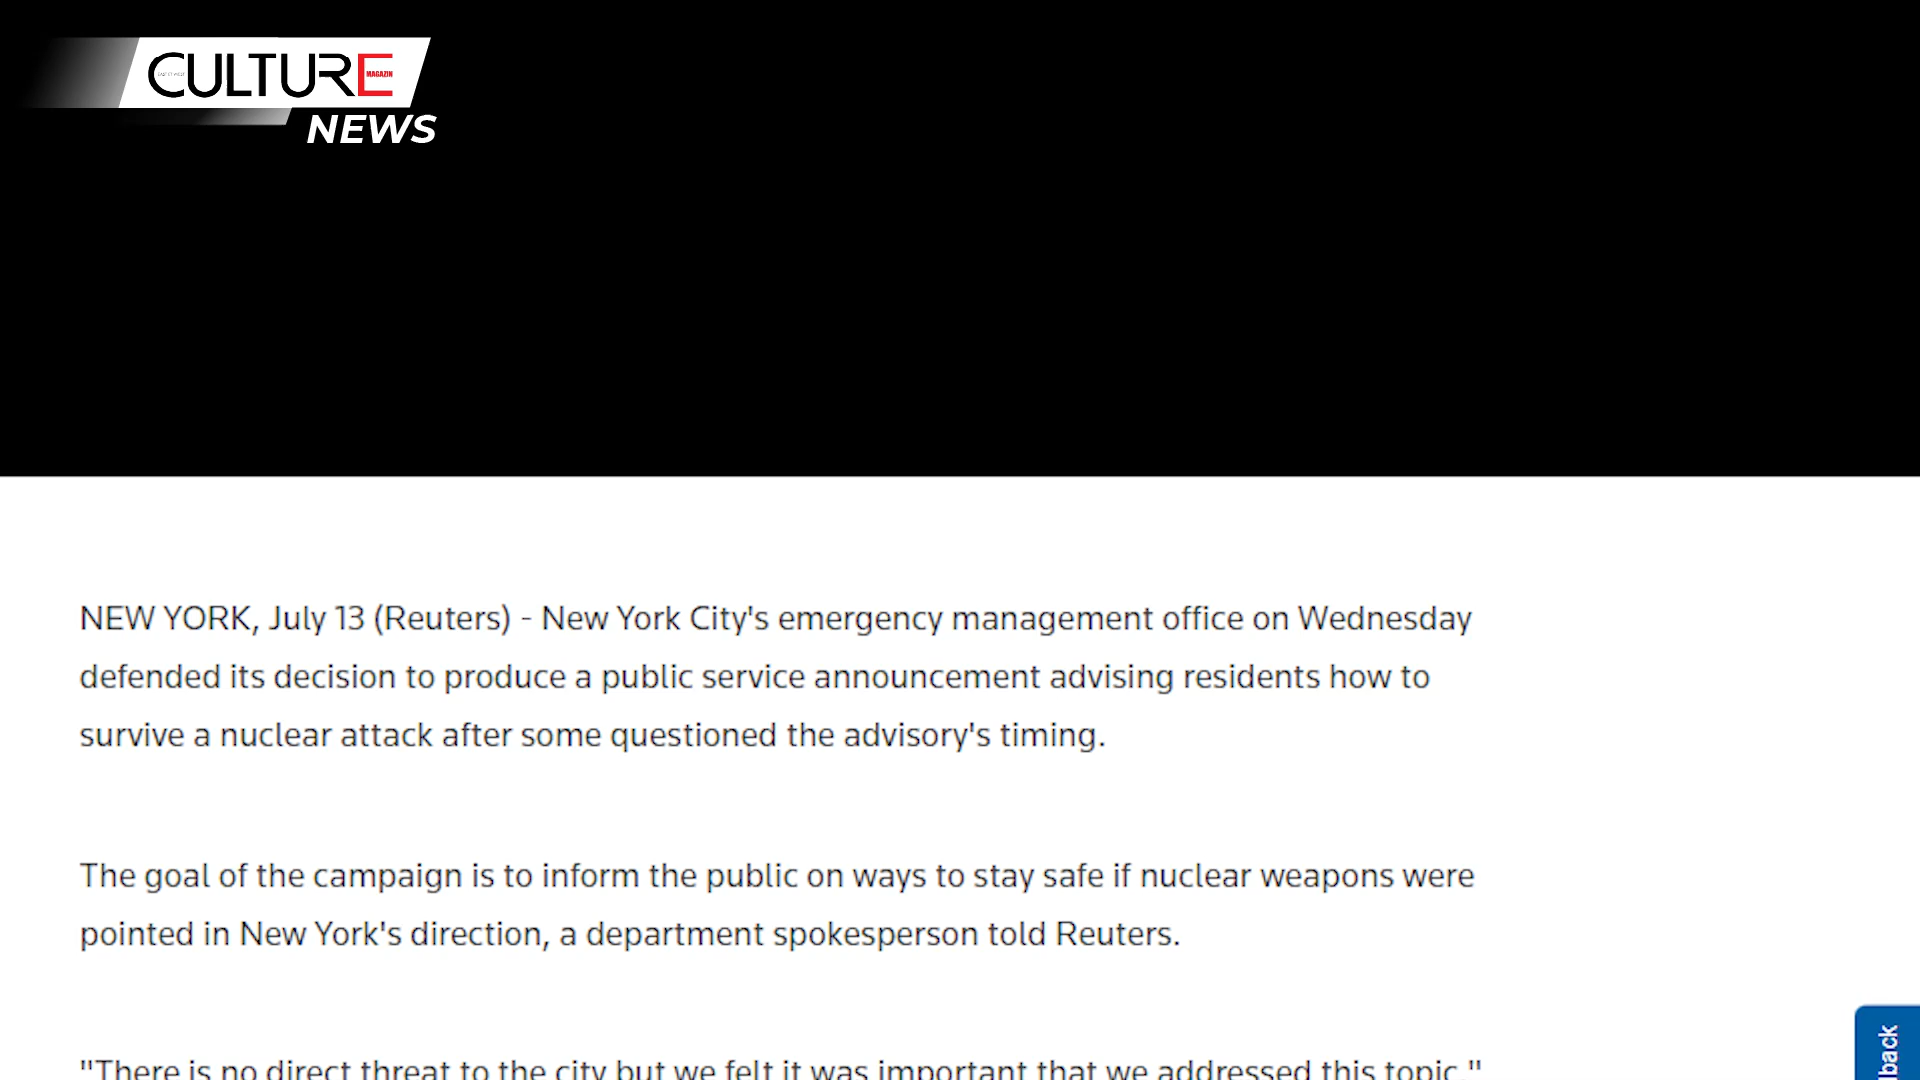 CULTURE
MAGAZIN
NEWS
NEW YORK, July 13 (Reuters) - New York City's emergency management office on Wednesday
defended its decision to produce a public service announcement advising residents how to
survive a nuclear attack after some questioned the advisory's timing.
The goal of the campaign is to inform the public on ways to stay safe if nuclear weapons were
pointed in New York's direction, a department spokesperson told Reuters.
"There is no direct threat to the city but we felt it was important that we addressed this topic,"
back